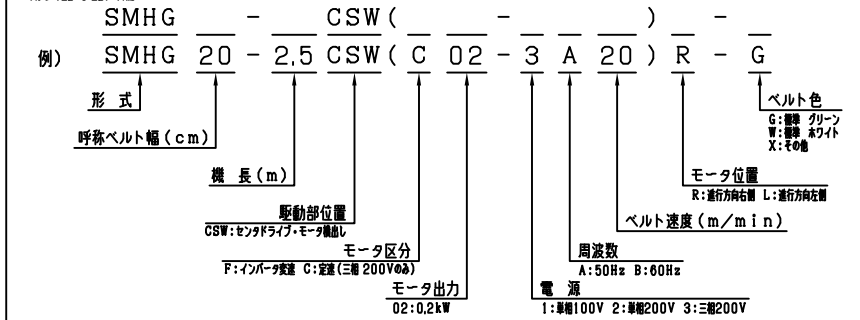 SMHG - CSW( - ) -
例) SMHG 20 - 2.5 CSW( C 02 - 3 A 20 ) R - G
形 式
ベルト色
G:標準 グリーン
W:標準 ホワイト
X:その他
呼称ベルト幅(cm)
機 長(m)
モータ位置
R:進行方向右側 L:進行方向左側
駆動部位置
CSW:センタドライブ・モータ横出し
ベルト速度(m/min)
モータ区分
F:インバータ変速 C:定速(三相 200Vのみ)
周波数
A:50Hz B:60Hz
モータ出力
02:0.2kW
電 源
1:単相100V 2:単相200V 3:三相200V